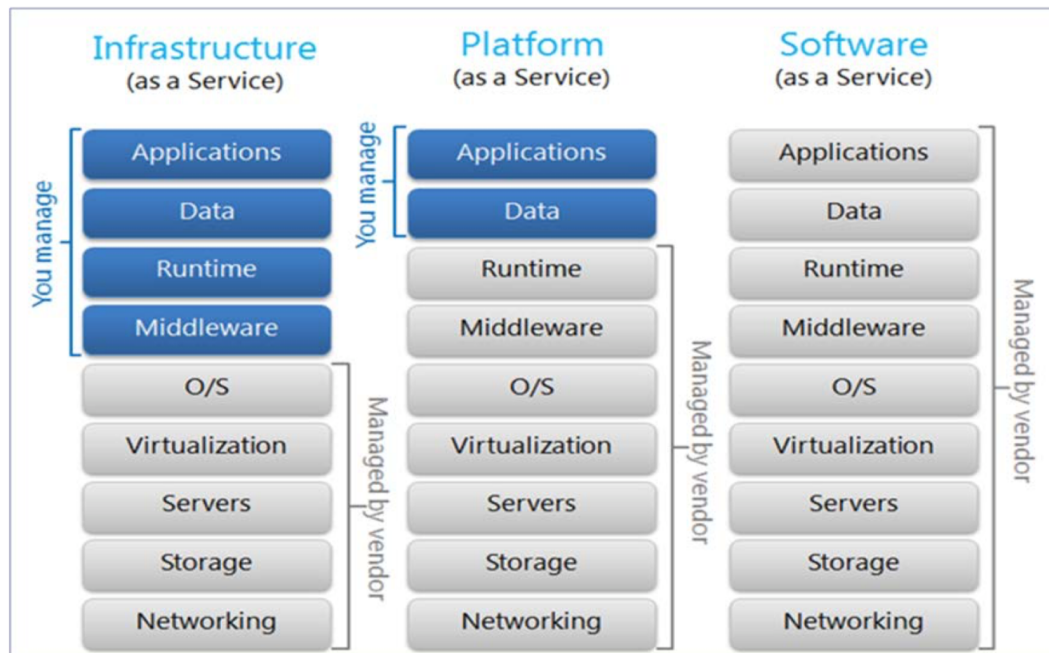 Infrastructure
(as a Service)
You manage
Applications
Data
Runtime
Middleware
O/S
Virtualization
Servers
Storage
Networking
Managed by vendor
Platform
(as a Service)
You manage
Applications
Data
Runtime
Middleware
O/S
Virtualization
Servers
Storage
Networking
Managed by vendor
Software
(as a Service)
Applications
Data
Runtime
Middleware
O/S
Virtualization
Servers
Storage
Networking
Managed by vendor